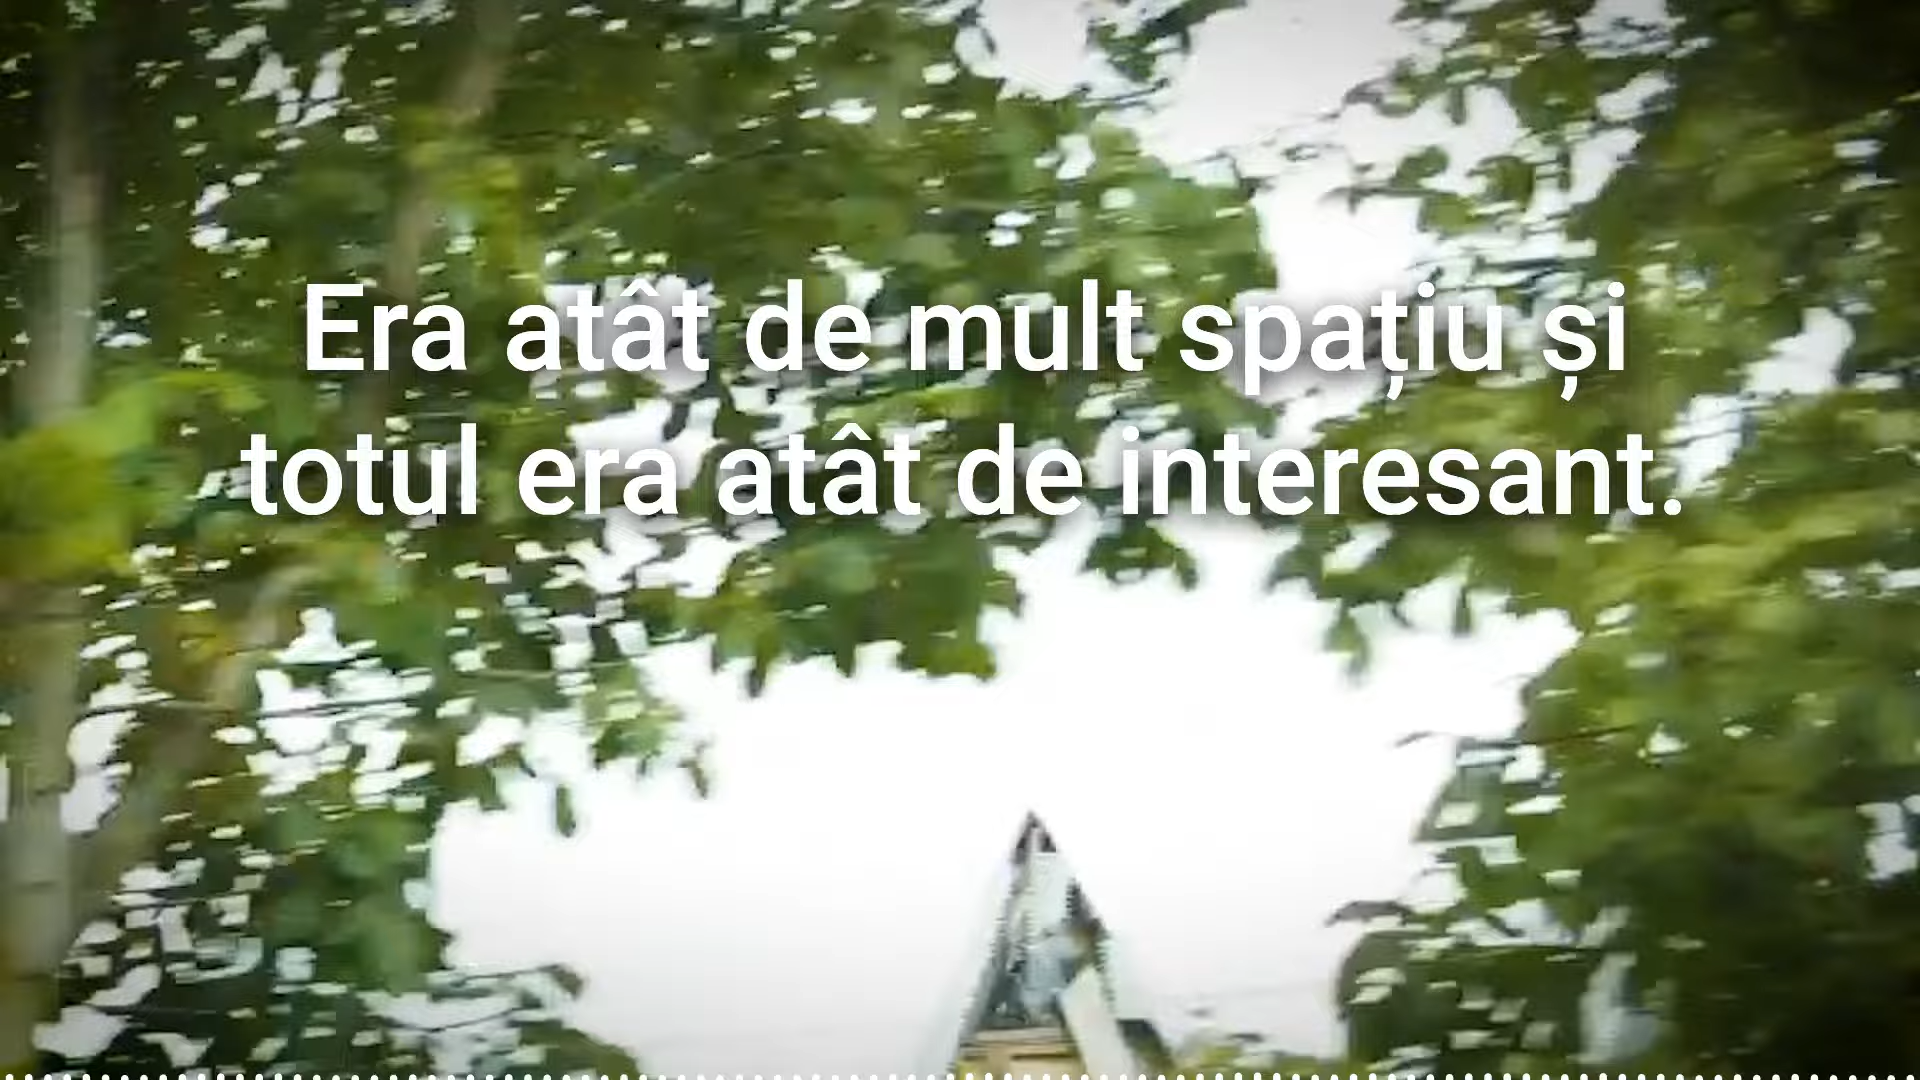 Era atât de mult spațiu și
totul era atât de interesant.